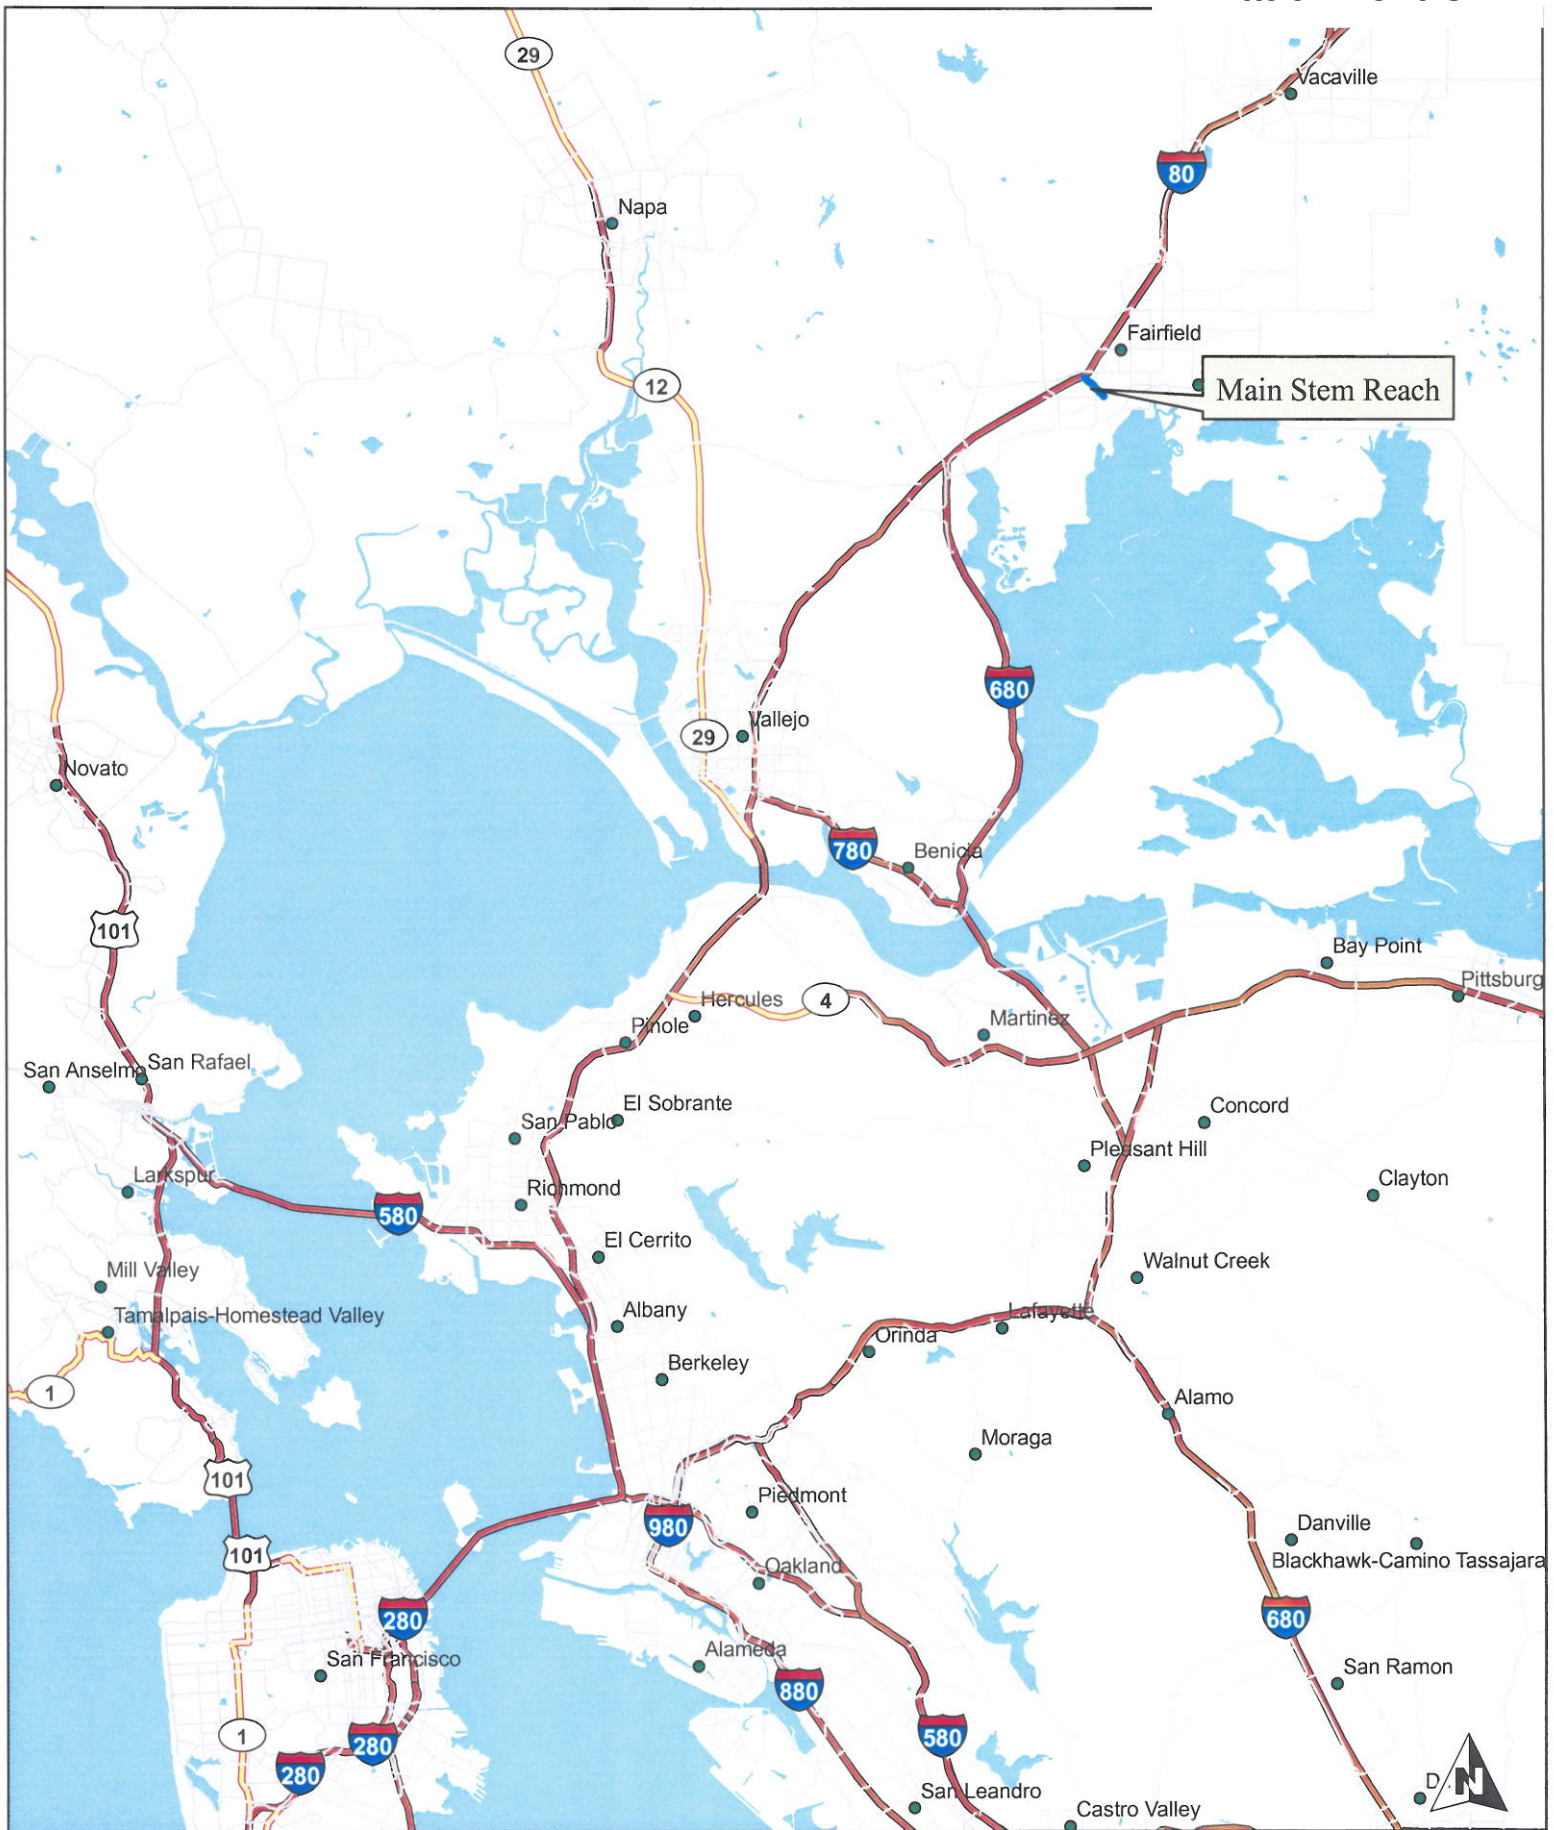 29
Vacaville
80
Napa
Fairfield
12
Main Stem Reach
680
29
Vallejo
Novato
780
Benicia
101
Bay Point
Pittsburg
Hercules
4
Martinez
Pinole
San Rafael
San Anselmo
El Sobrante
Concord
San Pablo
Pleasant Hill
Larkspur
Clayton
Richmond
580
El Cerrito
Walnut Creek
Mill Valley
Albany
Lafayette
Tamalpais-Homestead Valley
Orinda
Berkeley
1
Alamo
Moraga
101
Piedmont
980
Danville
101
Blackhawk-Camino Tassajara
Oakland
280
680
Alameda
San Francisco
San Ramon
880
1
580
280
280
N
San Leandro
Castro Valley